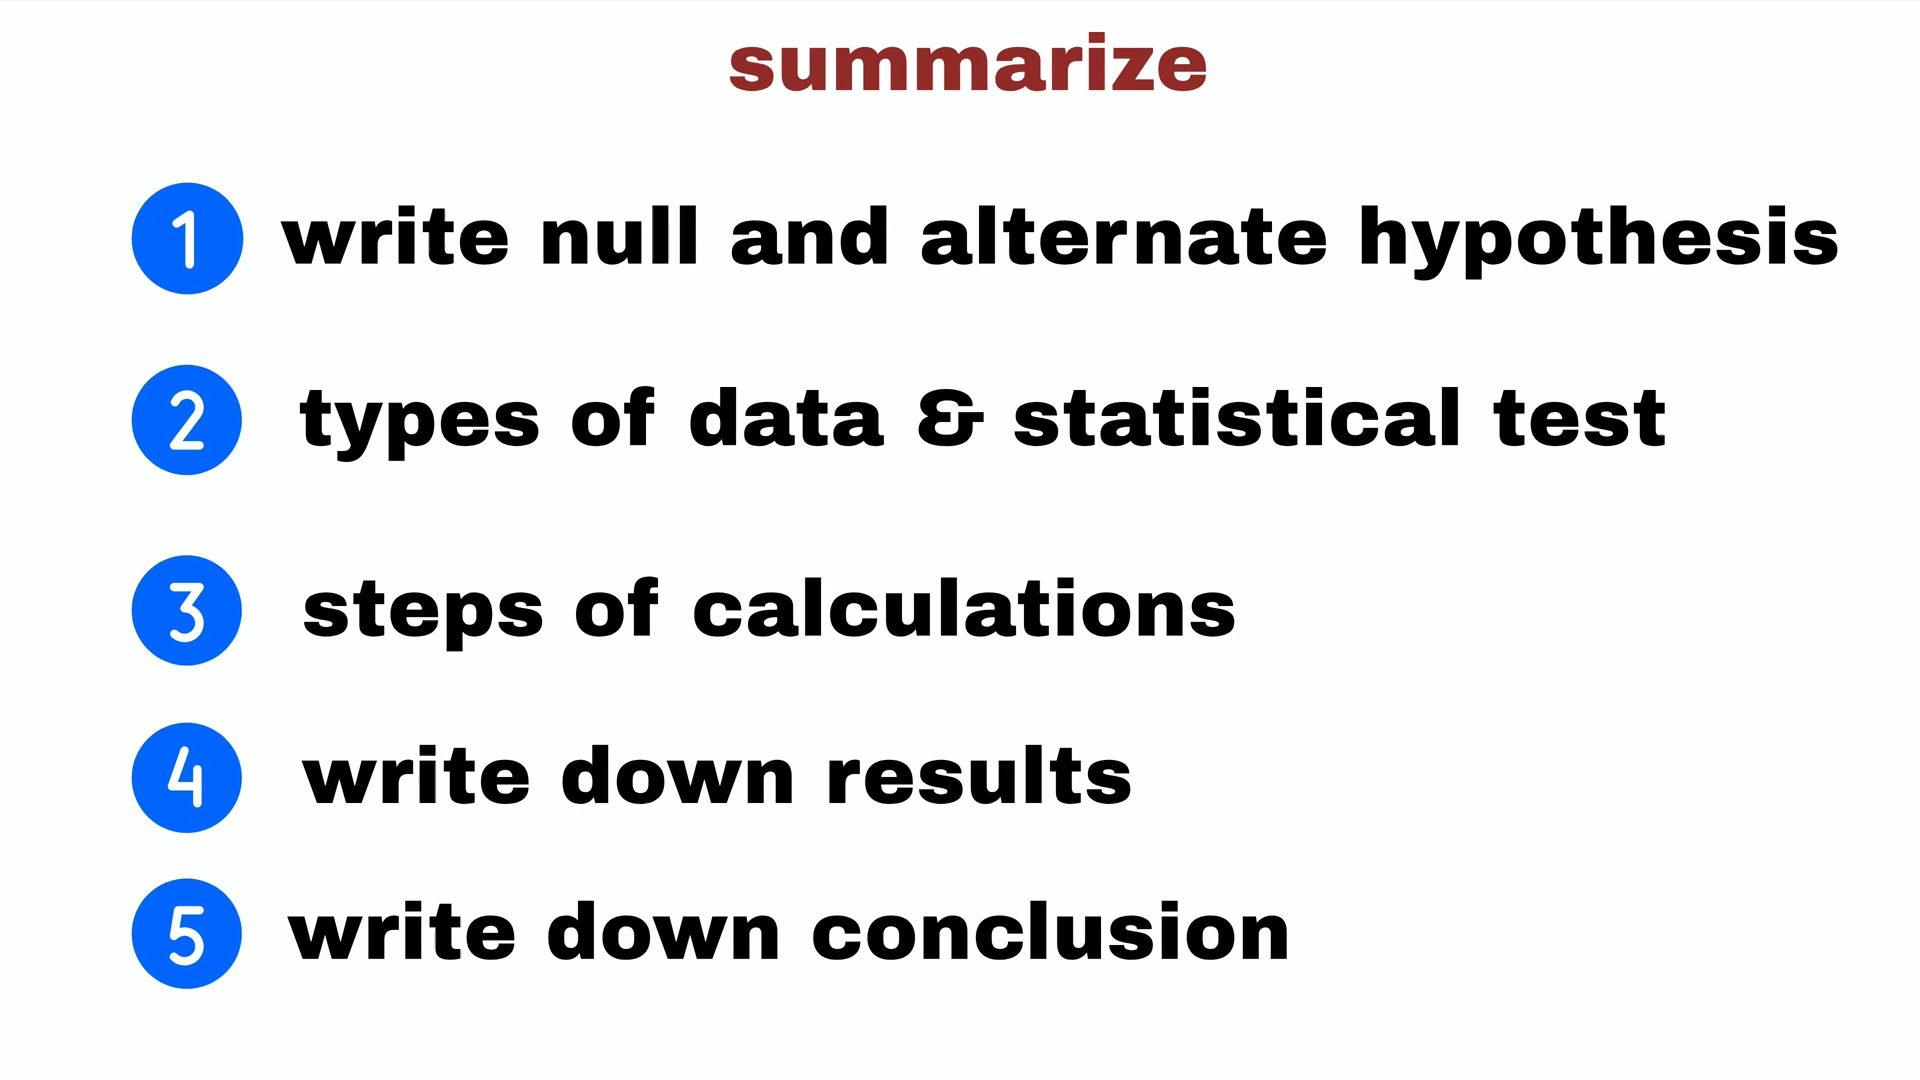 summarize
1 write null and alternate hypothesis
2 types of data & statistical test
3 steps of calculations
4 write down results
5 write down conclusion